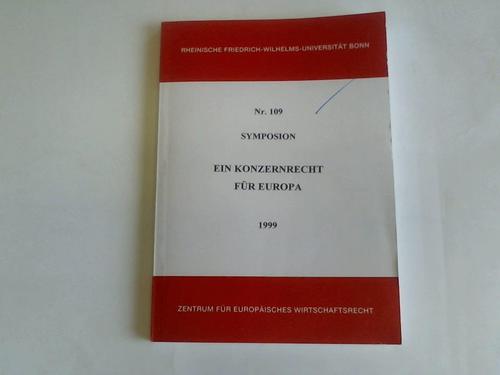 RHEINISCHE FRIEDRICH-WILHELMS-UNIVERSITÄT BONN
Nr. 109
SYMPOSION
EIN KONZERNRECHT
FÜR EUROPA
1999
ZENTRUM FÜR EUROPÄISCHES WIRTSCHAFTSRECHT